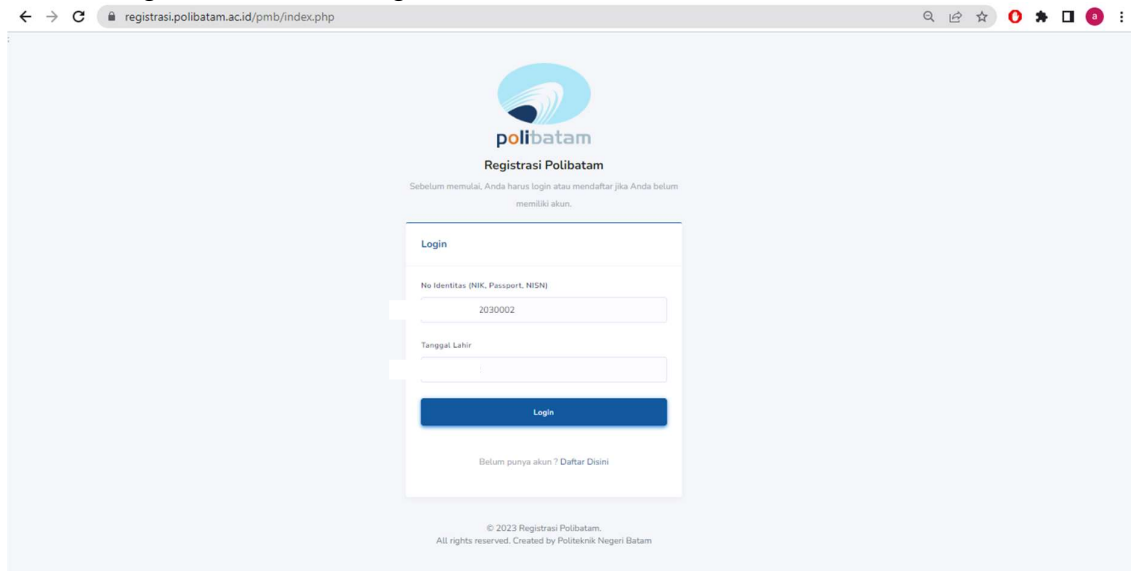 registrasi.polibatam.ac.id/pmb/index.php
a
polibatam
Registrasi Polibatam
Sebelum memulai, Anda harus login atau mendaftar jika Anda belum
memiliki akun.
Login
No Identitas (NIK, Passport, NISN)
2030002
Tanggal Lahir
Login
Belum punya akun ? Daftar Disini
© 2023 Registrasi Polibatam.
All rights reserved. Created by Politeknik Negeri Batam